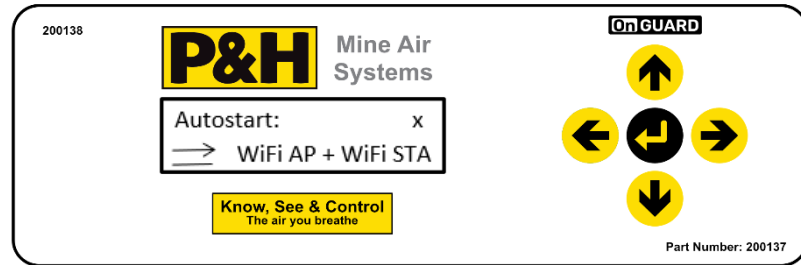 200138
P&H
Mine Air
Systems
Autostart: x
WiFi AP + WiFi STA
Know, See & Control
The air you breathe
OnGUARD
Part Number: 200137